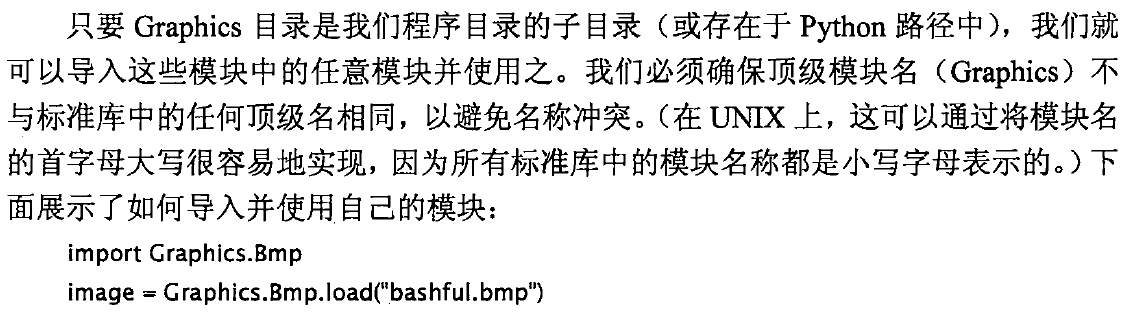 只要 Graphics 目录是我们程序目录的子目录（或存在于 Python 路径中），我们就
可以导入这些模块中的任意模块并使用之。我们必须确保顶级模块名（Graphics）不
与标准库中的任何顶级名相同，以避免名称冲突。（在 UNIX 上，这可以通过将模块名
的首字母大写很容易地实现，因为所有标准库中的模块名称都是小写字母表示的。）下
面展示了如何导入并使用自己的模块：
import Graphics.Bmp
image = Graphics.Bmp.load("bashful.bmp")